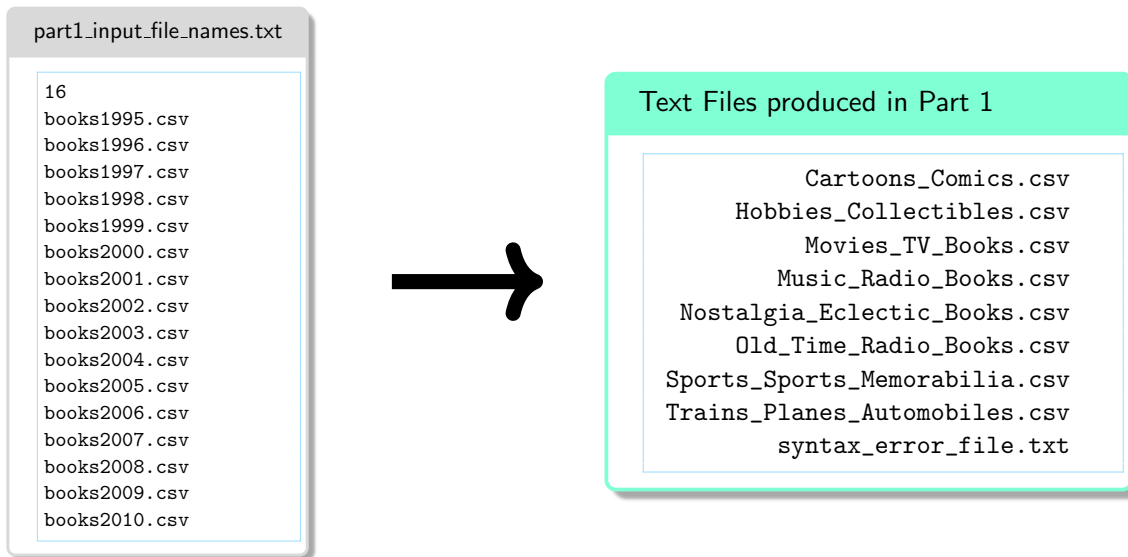 part1_input_file_names.txt
16
books1995.csv
books1996.csv
books1997.csv
books1998.csv
books1999.csv
books2000.csv
books2001.csv
books2002.csv
books2003.csv
books2004.csv
books2005.csv
books2006.csv
books2007.csv
books2008.csv
books2009.csv
books2010.csv
Text Files produced in Part 1
Cartoons_Comics.csv
Hobbies_Collectibles.csv
Movies_TV_Books.csv
Music_Radio_Books.csv
Nostalgia_Eclectic_Books.csv
Old_Time_Radio_Books.csv
Sports_Sports_Memorabilia.csv
Trains_Planes_Automobiles.csv
syntax_error_file.txt